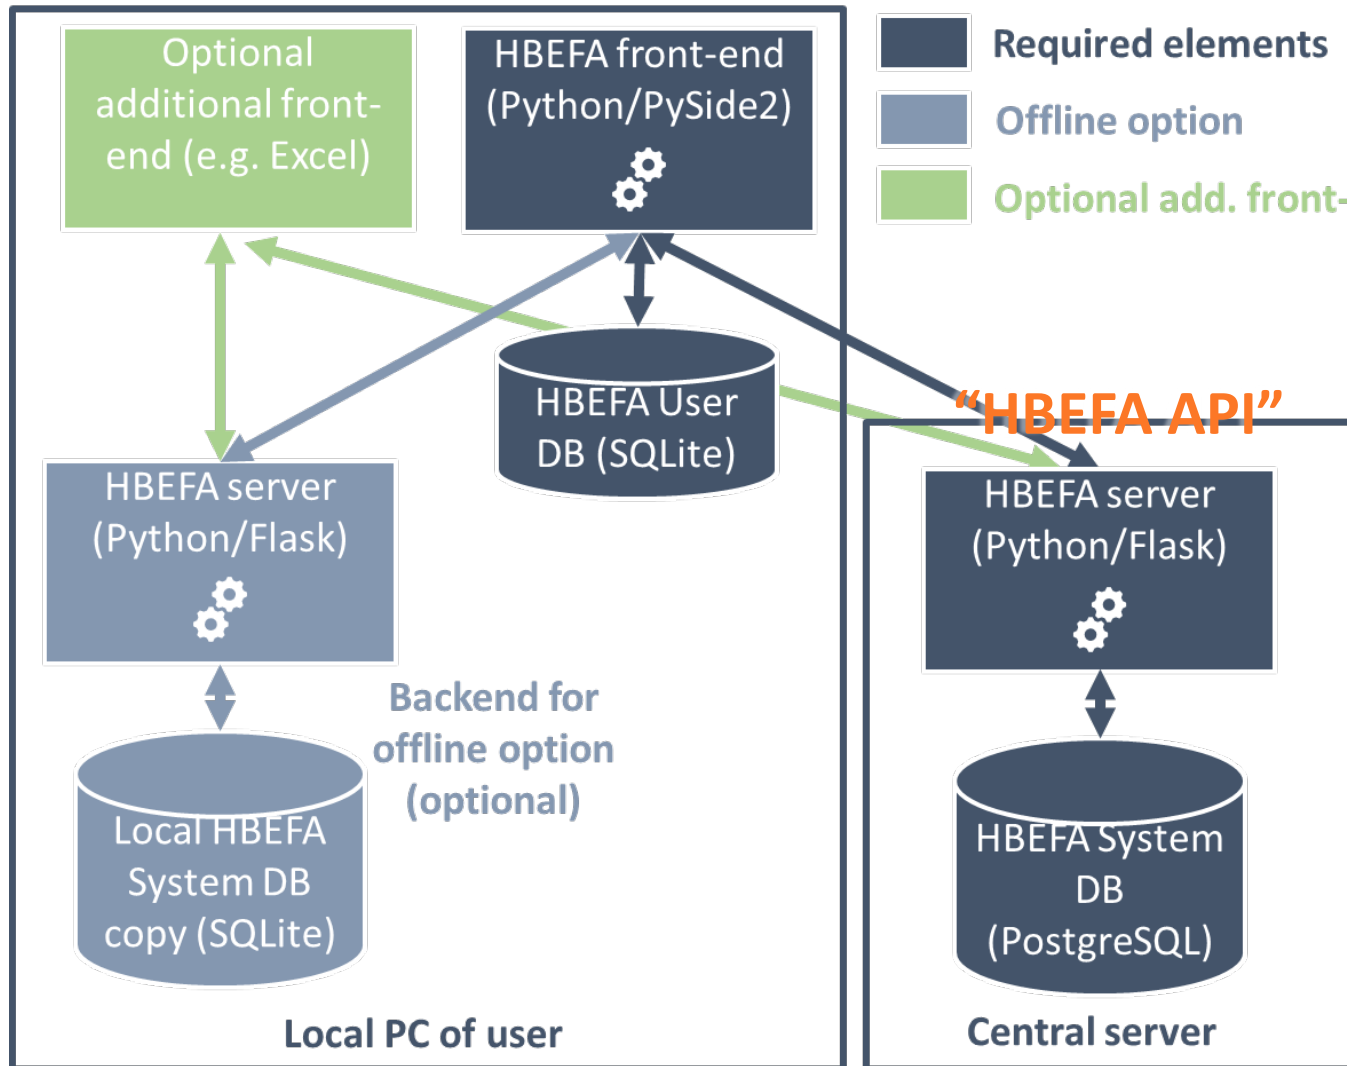 Optional
additional front-
end (e.g. Excel)
HBEFA front-end
(Python/PySide2)
Required elements
Offline option
Optional add. front-
HBEFA User
DB (SQLite)
“HBEFA API”
HBEFA server
(Python/Flask)
HBEFA server
(Python/Flask)
Backend for
offline option
(optional)
Local HBEFA
System DB
copy (SQLite)
HBEFA System
DB
(PostgreSQL)
Local PC of user
Central server